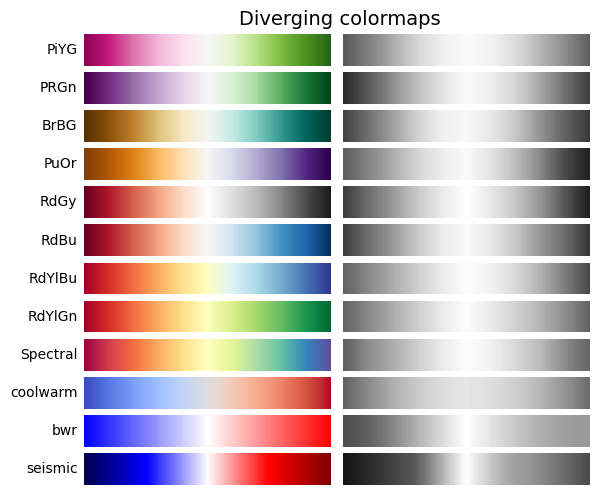 Diverging colormaps
PiYG
PRGn
BrBG
PuOr
RdGy
RdBu
RdYlBu
RdYlGn
Spectral
coolwarm
bwr
seismic